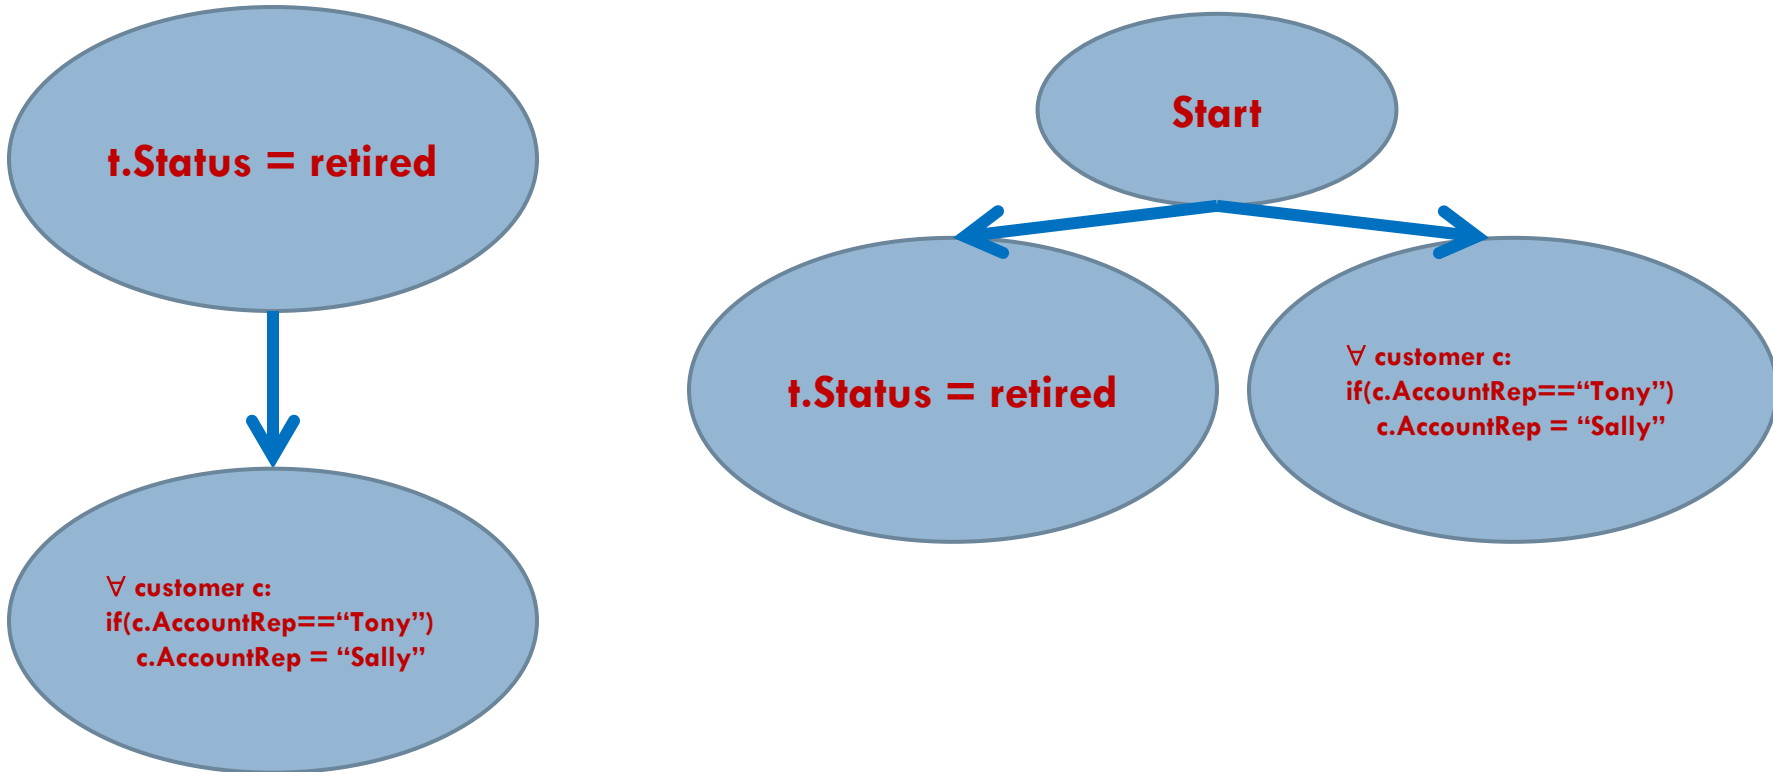 t.Status = retired
∀ customer c:
if(c.AccountRep==“Tony”)
c.AccountRep = “Sally”
Start
t.Status = retired
∀ customer c:
if(c.AccountRep==“Tony”)
c.AccountRep = “Sally”